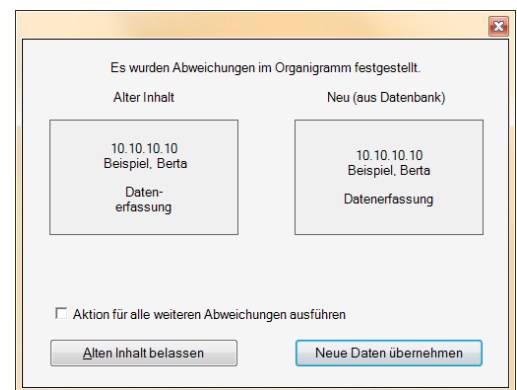 Es wurden Abweichungen im Organigramm festgestellt.
Alter Inhalt
Neu (aus Datenbank)
10.10.10.10
Beispiel, Berta
Daten-
erfassung
10.10.10.10
Beispiel, Berta
Datenerfassung
Aktion für alle weiteren Abweichungen ausführen
Alten Inhalt belassen
Neue Daten übernehmen